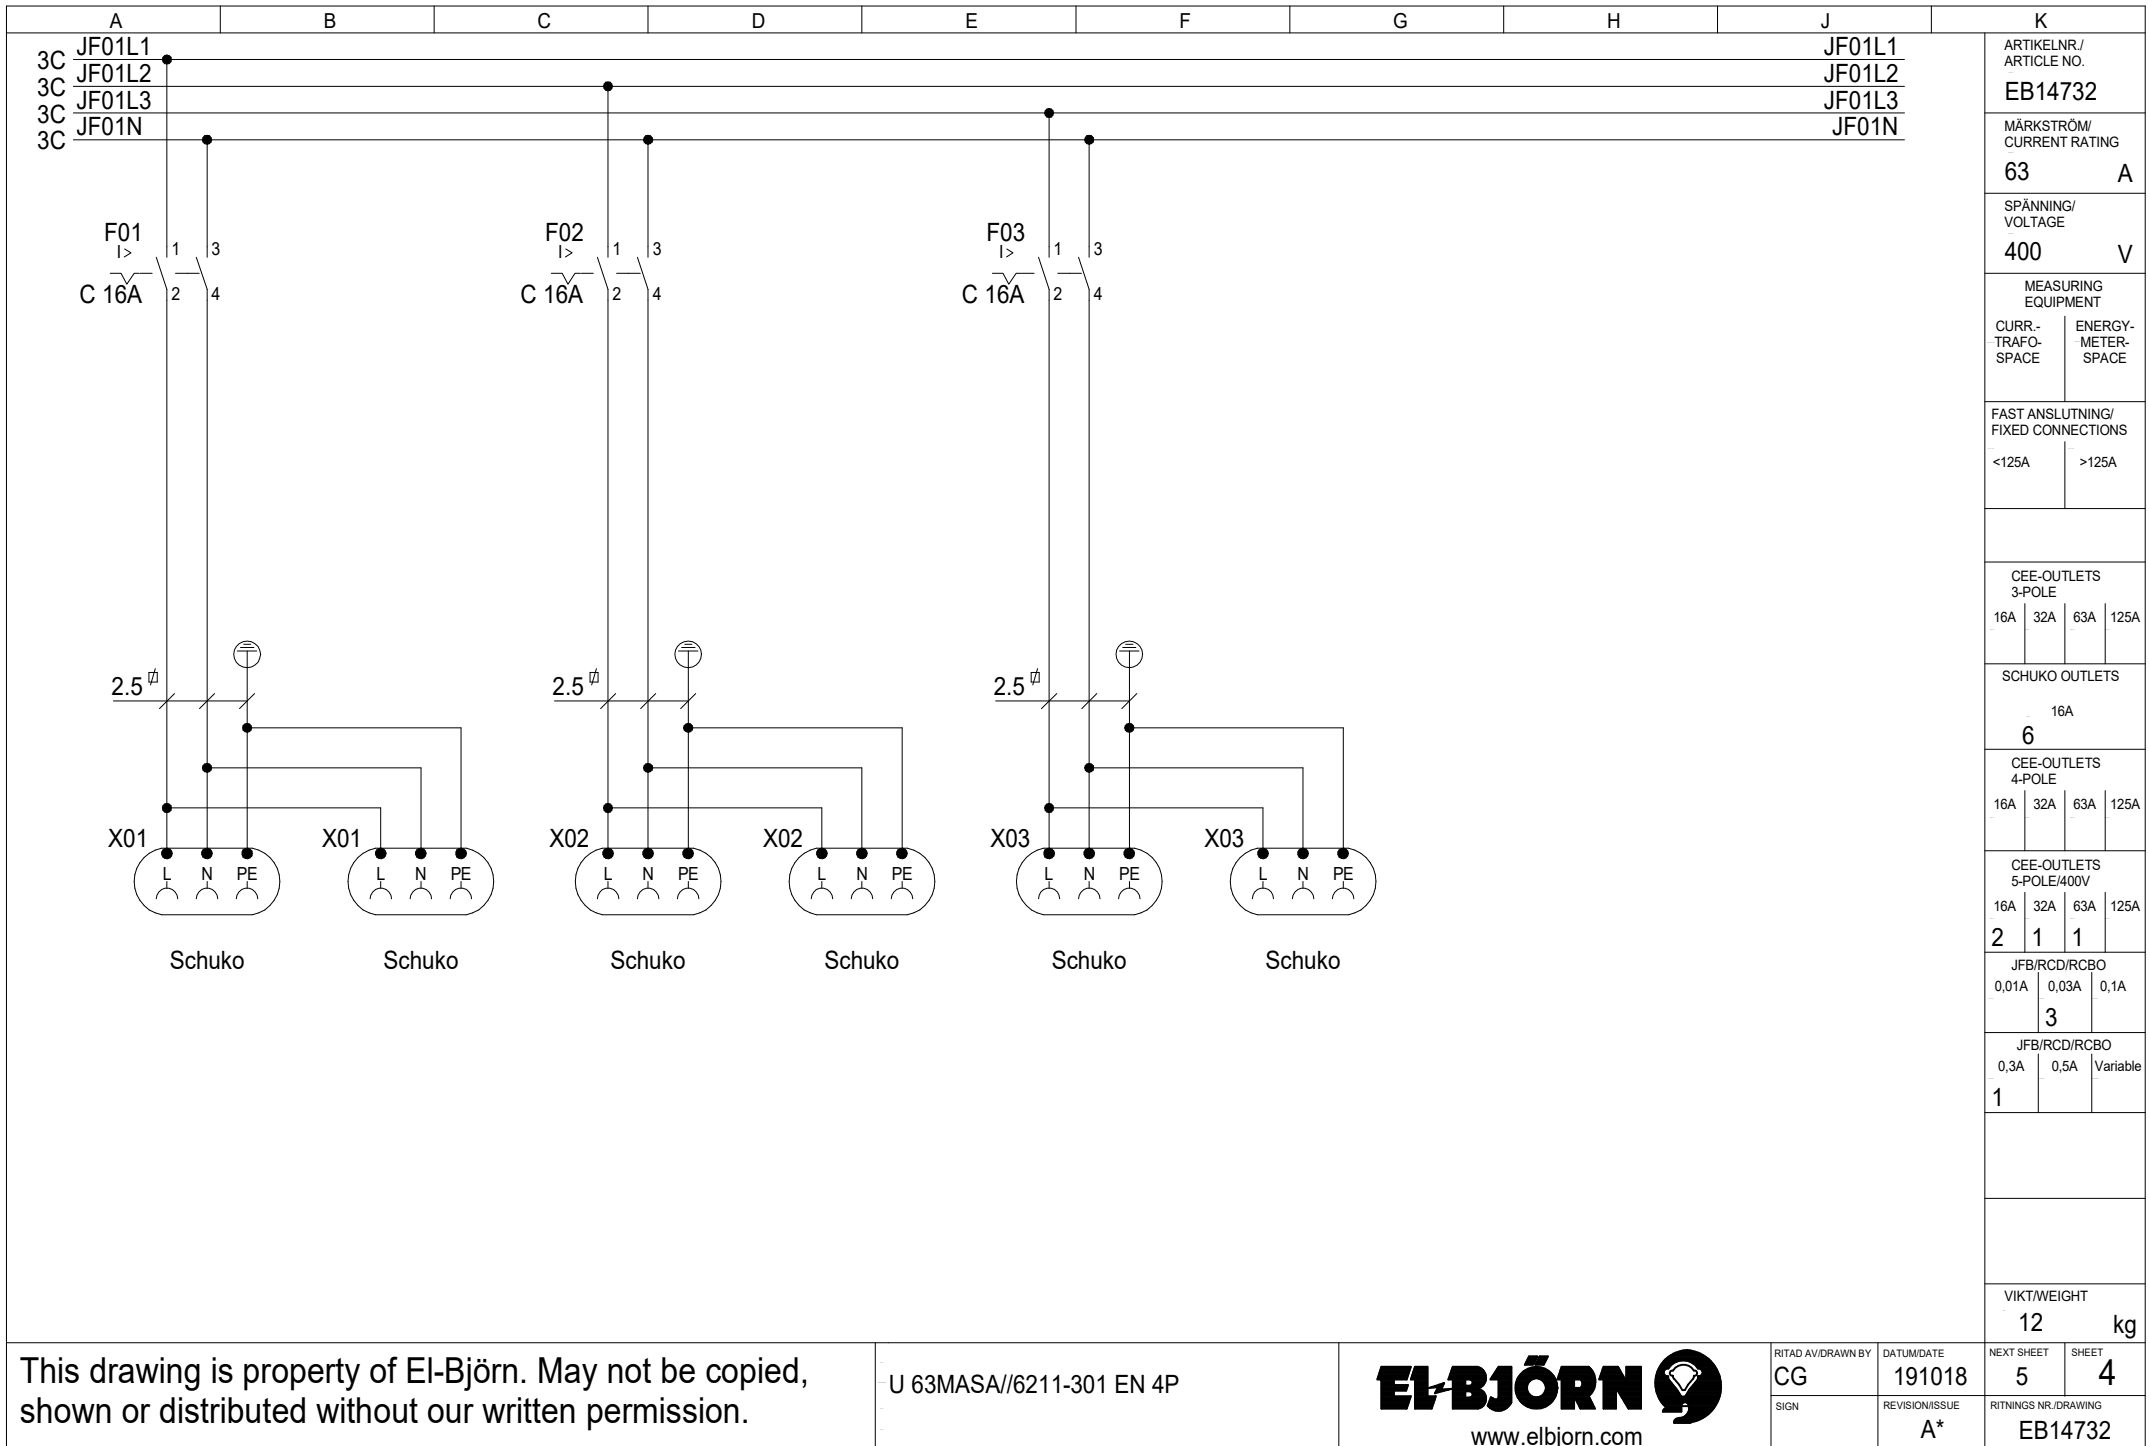 A B C D E F G H J K
3C JF01L1 JF01L1
3C JF01L2 JF01L2
3C JF01L3 JF01L3
3C JF01N JF01N
F01 F02 F03
I> I> I>
1 3 1 3 1 3
C 16A C 16A C 16A
2 4 2 4 2 4
2.5 2.5 2.5
X01 X01 X02 X02 X03 X03
L N PE L N PE L N PE L N PE L N PE L N PE
Schuko Schuko Schuko Schuko Schuko Schuko
ARTIKELNR./
ARTICLE NO.
EB14732
MÄRKSTRÖM/
CURRENT RATING
63 A
SPÄNNING/
VOLTAGE
400 V
MEASURING
EQUIPMENT
CURR.-
TRAFO-
SPACE
ENERGY-
METER-
SPACE
FAST ANSLUTNING/
FIXED CONNECTIONS
<125A >125A
CEE-OUTLETS
3-POLE
16A 32A 63A 125A
SCHUKO OUTLETS
16A
6
CEE-OUTLETS
4-POLE
16A 32A 63A 125A
CEE-OUTLETS
5-POLE/400V
16A 32A 63A 125A
2 1 1
JFB/RCD/RCBO
0,01A 0,03A 0,1A
3
JFB/RCD/RCBO
0,3A 0,5A Variable
1
VIKT/WEIGHT
12 kg
This drawing is property of El-Björn. May not be copied,
shown or distributed without our written permission.
U 63MASA//6211-301 EN 4P
EL-BJÖRN
www.elbjorn.com
RITAD AV/DRAWN BY
CG
SIGN
DATUM/DATE
191018
REVISION/ISSUE
A*
NEXT SHEET
5
SHEET
4
RITNINGS NR./DRAWING
EB14732